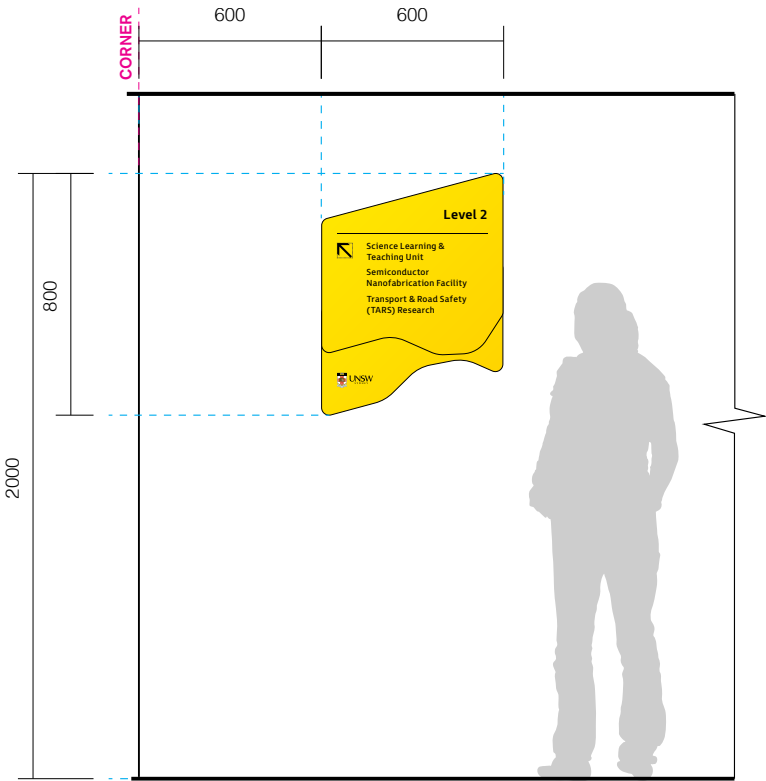 600
600
CORNER
Level 2
Science Learning &
Teaching Unit
Semiconductor
Nanofabrication Facility
Transport & Road Safety
(TARS) Research
UNSW
800
2000